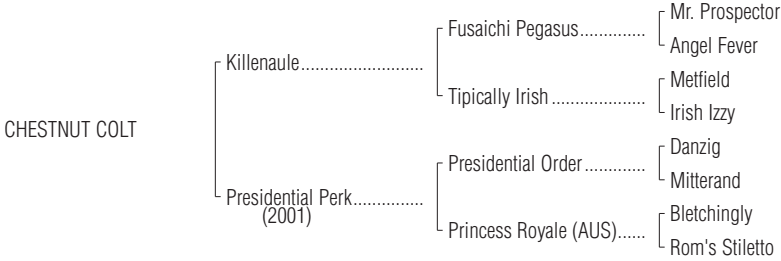 Mr. Prospector
Fusaichi Pegasus..............
Angel Fever
Killenaule..........................
Metfield
Tipically Irish....................
Irish Izzy
CHESTNUT COLT
Danzig
Presidential Order.............
Mitterand
Presidential Perk...............
(2001)
Bletchingly
Princess Royale (AUS)......
Rom's Stiletto